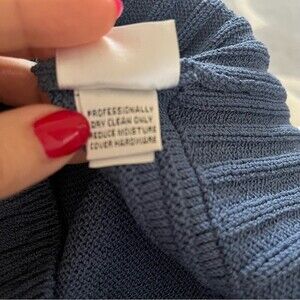 PROFESSIONALLY
DRY CLEAN ONLY
REDUCE MOISTURE
COVER HARDWARE